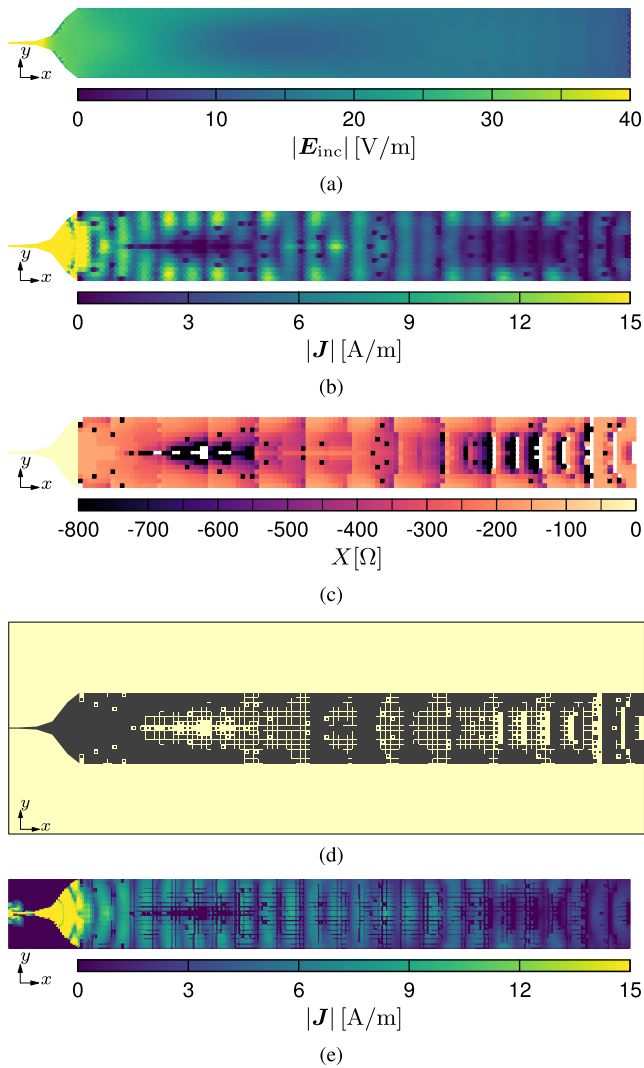 y
x
0 10 20 30 40
|E_inc| [V/m]
(a)
y
x
0 3 6 9 12 15
|J| [A/m]
(b)
y
x
-800 -700 -600 -500 -400 -300 -200 -100 0
X[Ω]
(c)
y
x
(d)
y
x
0 3 6 9 12 15
|J| [A/m]
(e)